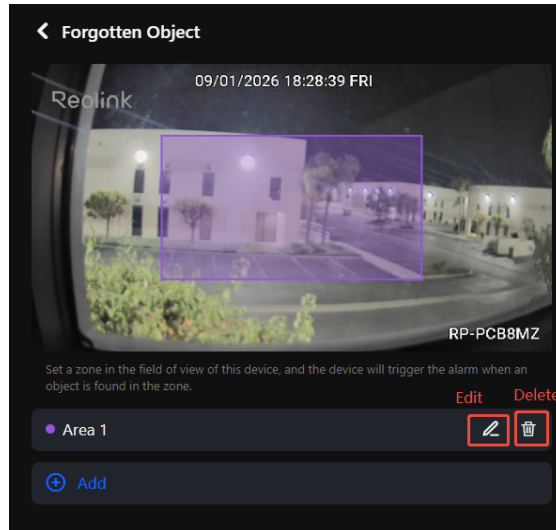 Forgotten Object
09/01/2026 18:28:39 FRI
Reolink
RP-PCB8MZ
Set a zone in the field of view of this device, and the device will trigger the alarm when an
object is found in the zone.
Edit Delete
Area 1
Add